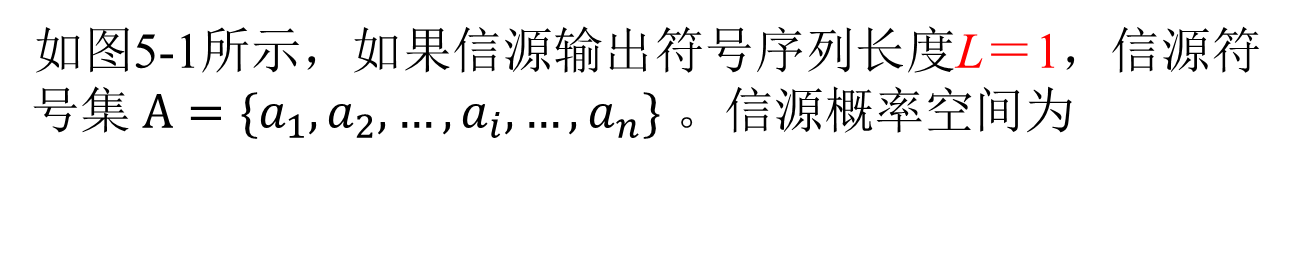 如图5-1所示，如果信源输出符号序列长度L＝1，信源符
号集 A = {a₁, a₂, … , aᵢ, … , aₙ} 。信源概率空间为